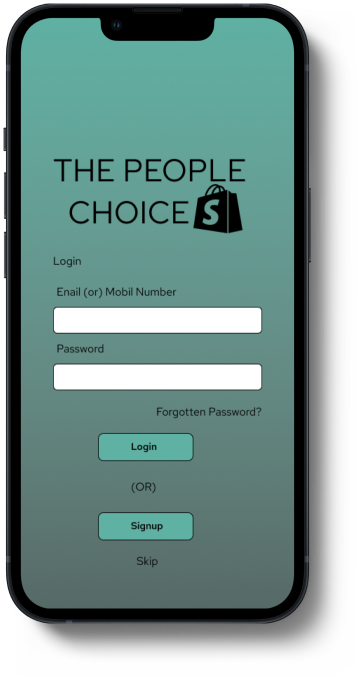 THE PEOPLE
CHOICE
Login
Enail (or) Mobil Number
Password
Forgotten Password?
Login
(OR)
Signup
Skip